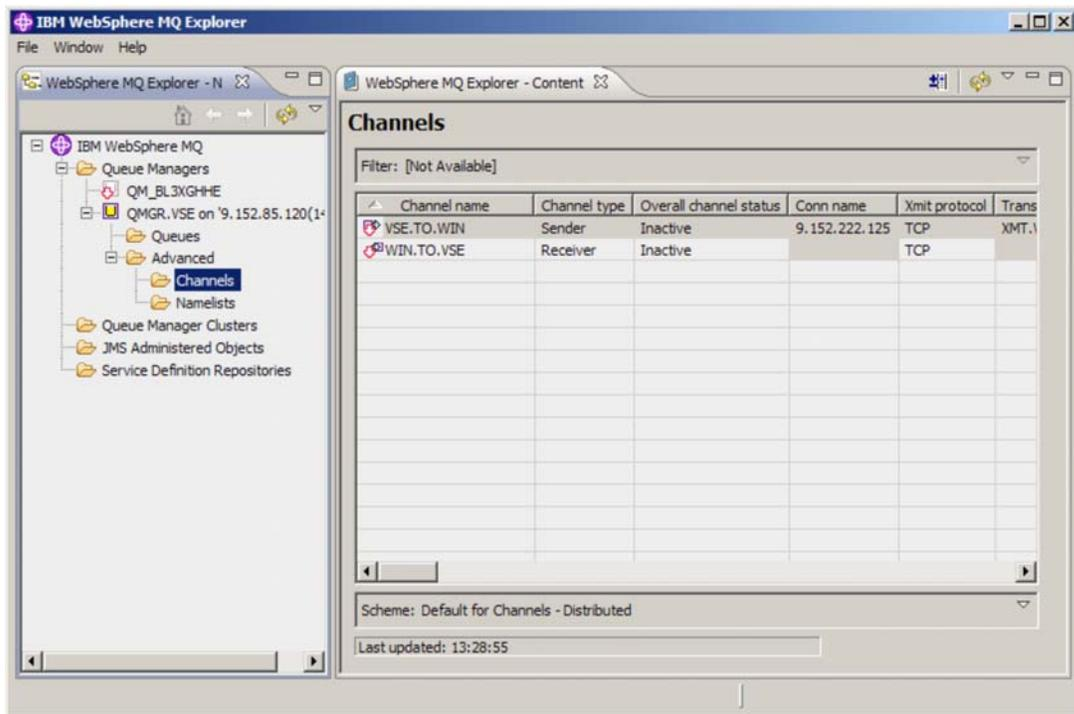 IBM WebSphere MQ Explorer
File Window Help
WebSphere MQ Explorer - N
IBM WebSphere MQ
Queue Managers
QM_BL3XGHHE
QMGR.VSE on '9.152.85.120(14
Queues
Advanced
Channels
Namelists
Queue Manager Clusters
JMS Administered Objects
Service Definition Repositories
WebSphere MQ Explorer - Content
Channels
Filter: [Not Available]
Channel name Channel type Overall channel status Conn name Xmit protocol Trans
VSE.TO.WIN Sender Inactive 9.152.222.125 TCP XMT.
WIN.TO.VSE Receiver Inactive TCP
Scheme: Default for Channels - Distributed
Last updated: 13:28:55